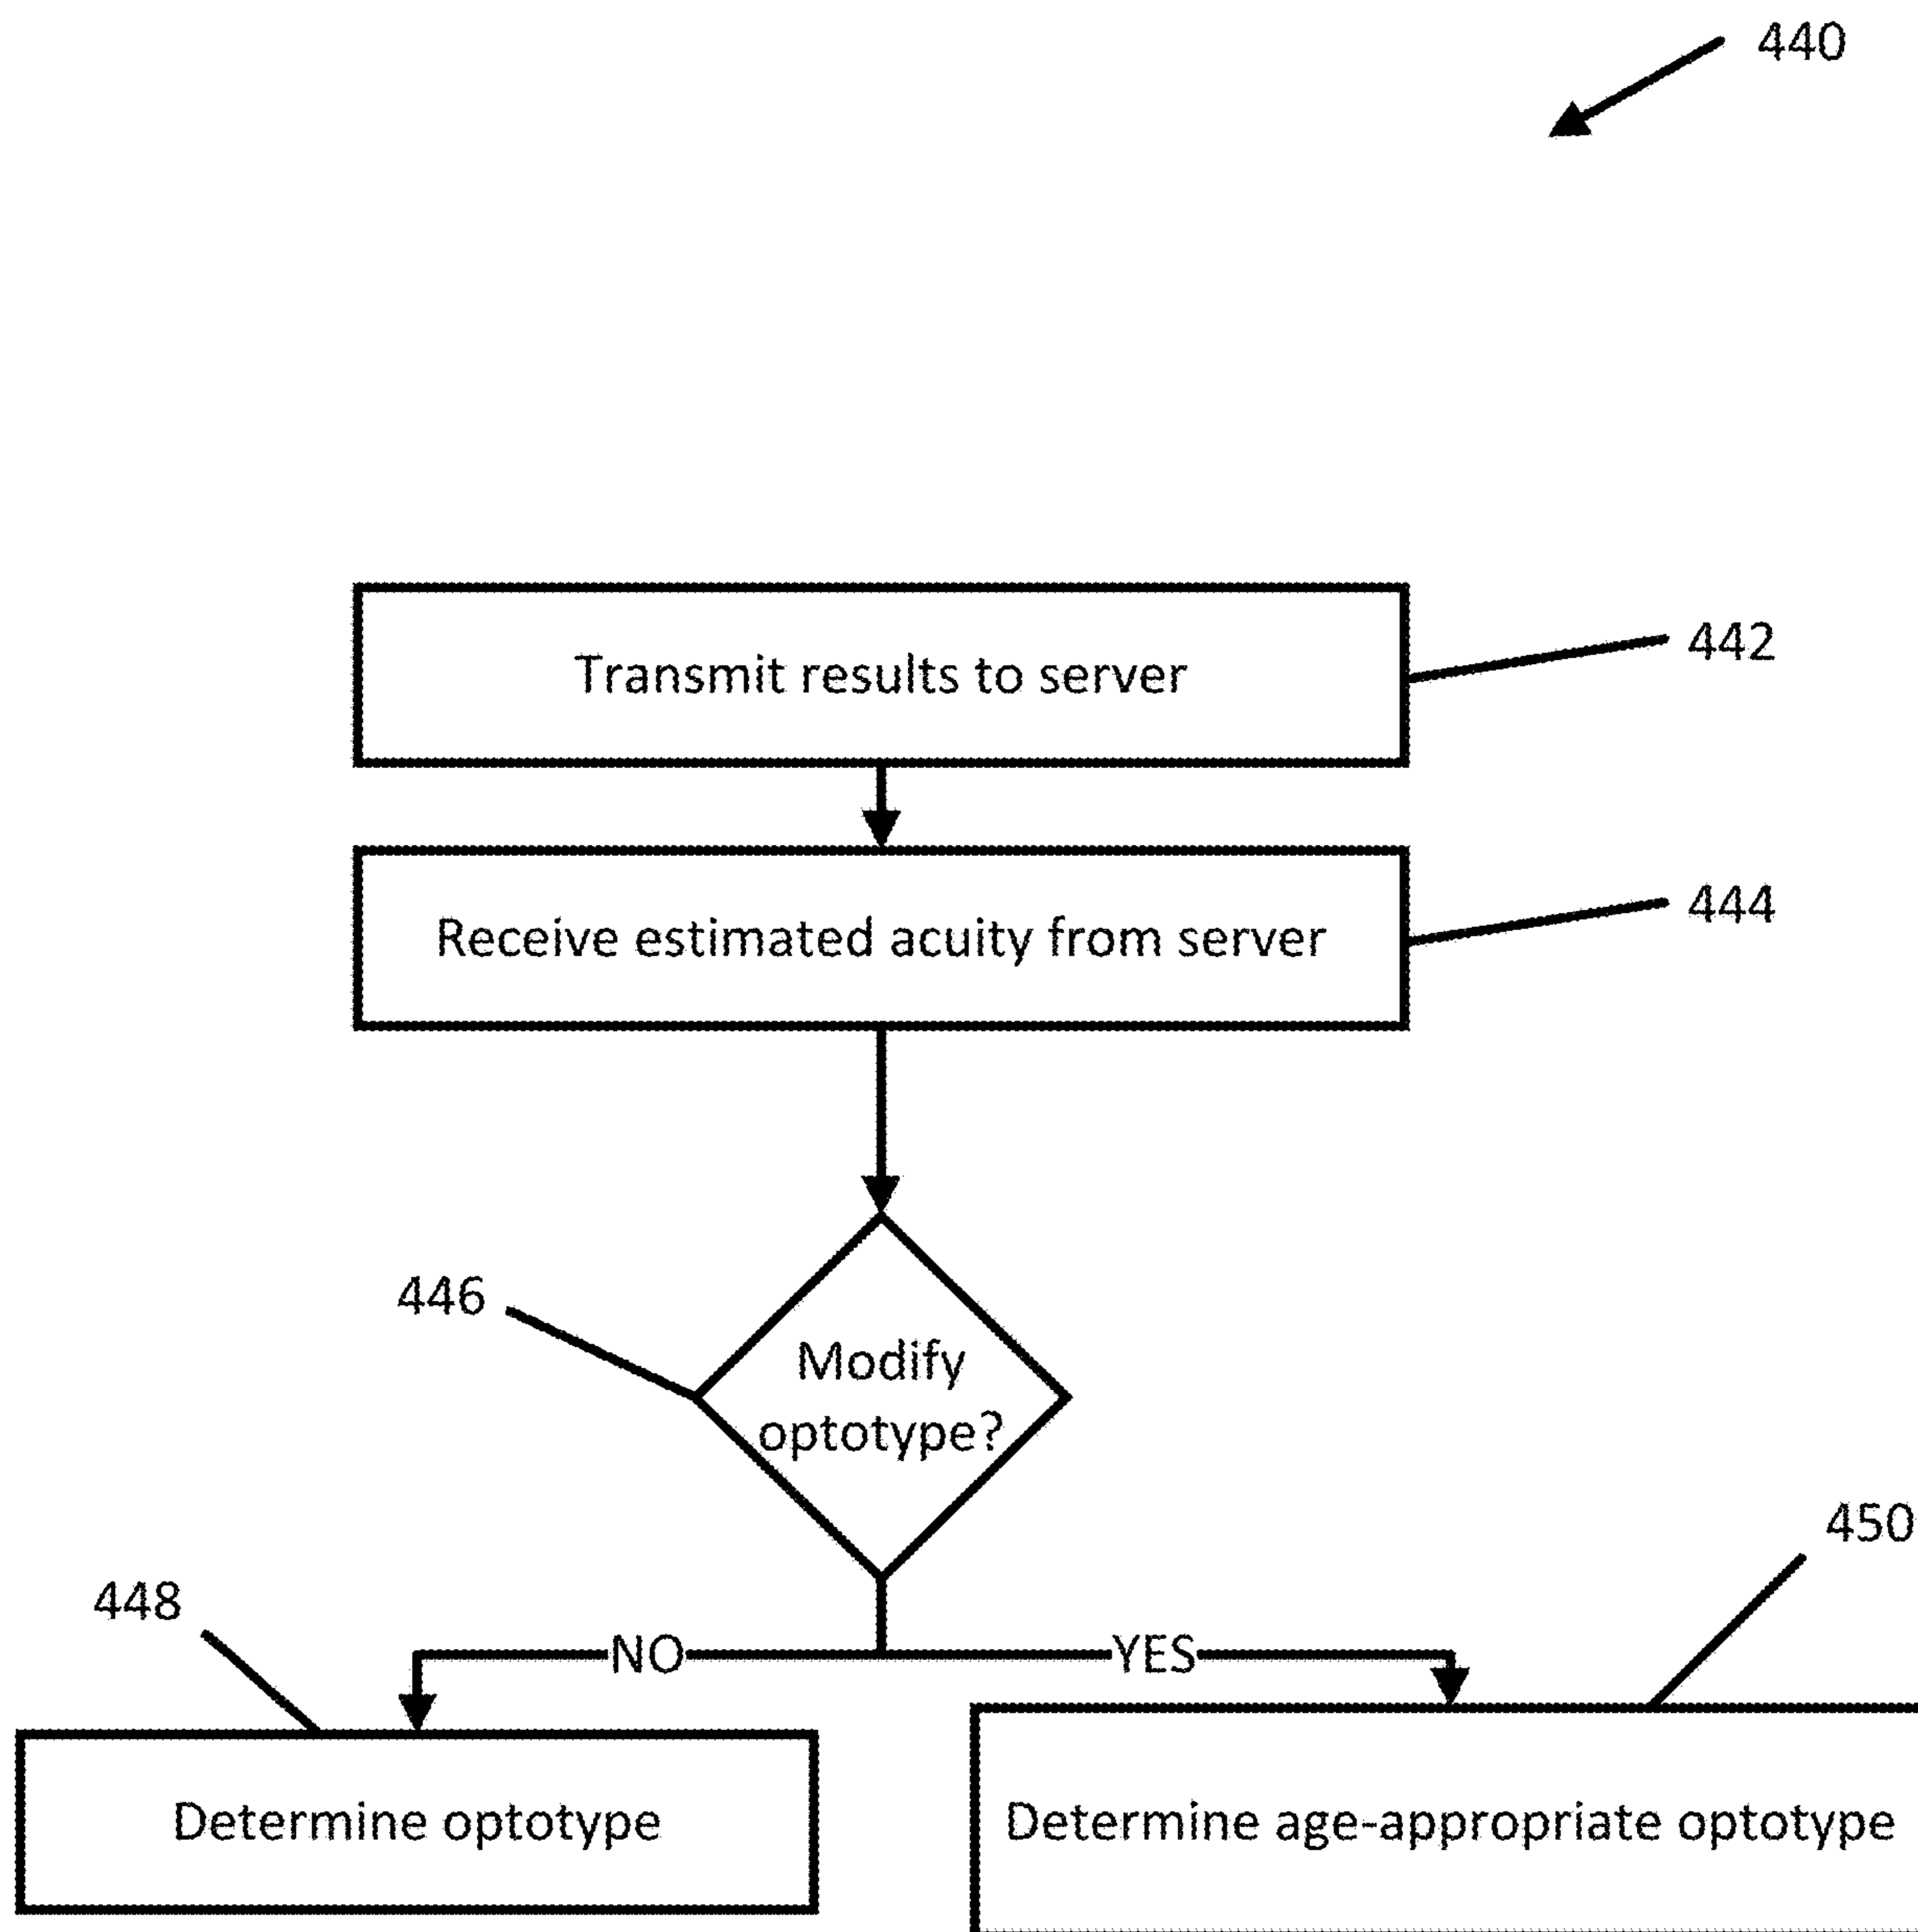 440
Transmit results to server
442
Receive estimated acuity from server
444
446
Modify
optotype?
450
448
NO
YES
Determine optotype
Determine age-appropriate optotype